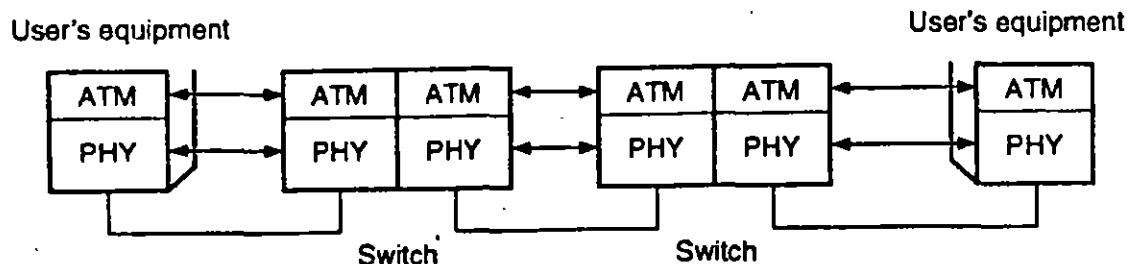 User's equipment
User's equipment
ATM ATM ATM ATM ATM ATM
PHY PHY PHY PHY PHY PHY
Switch Switch